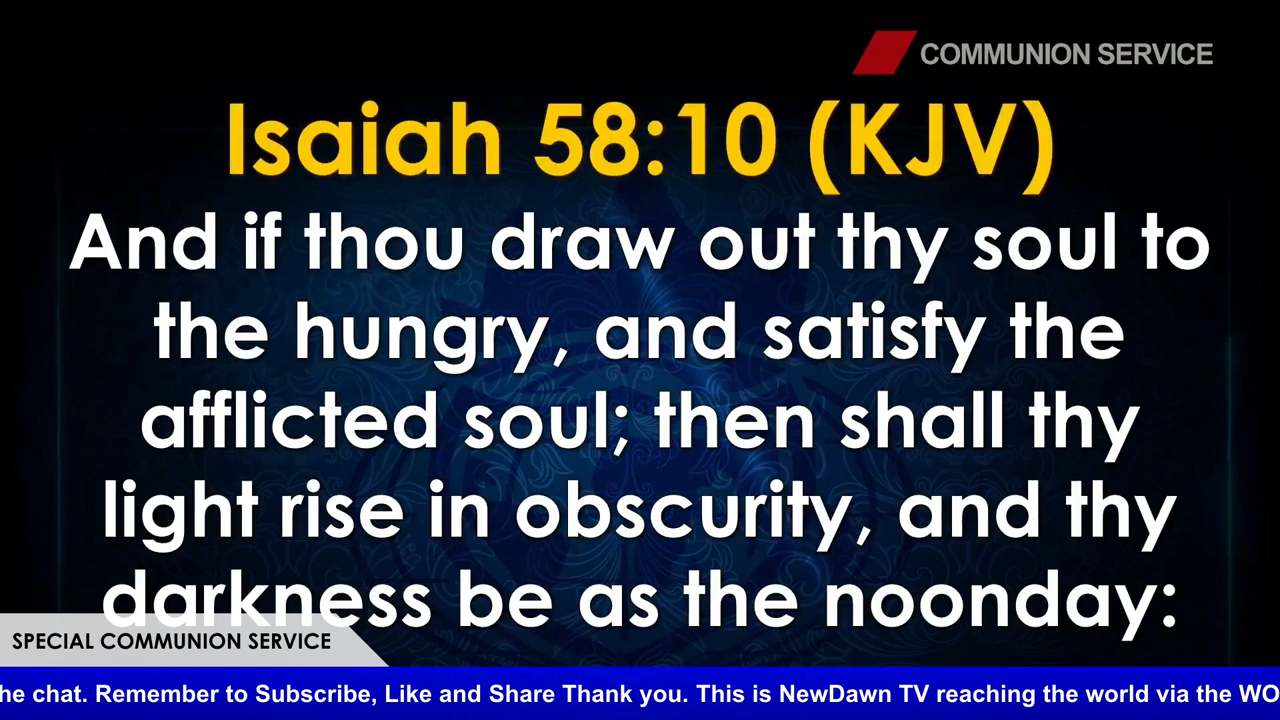 COMMUNION SERVICE
Isaiah 58:10 (KJV)
And if thou draw out thy soul to
the hungry, and satisfy the
afflicted soul; then shall thy
light rise in obscurity, and thy
darkness be as the noonday:
SPECIAL COMMUNION SERVICE
he chat. Remember to Subscribe, Like and Share Thank you. This is NewDawn TV reaching the world via the WO